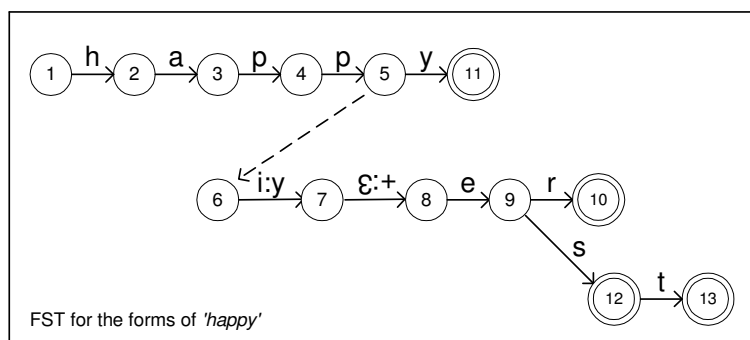 h a p p y
1 2 3 4 5 11
i:y ε:+ e r
6 7 8 9 10
s
t
12 13
FST for the forms of 'happy'